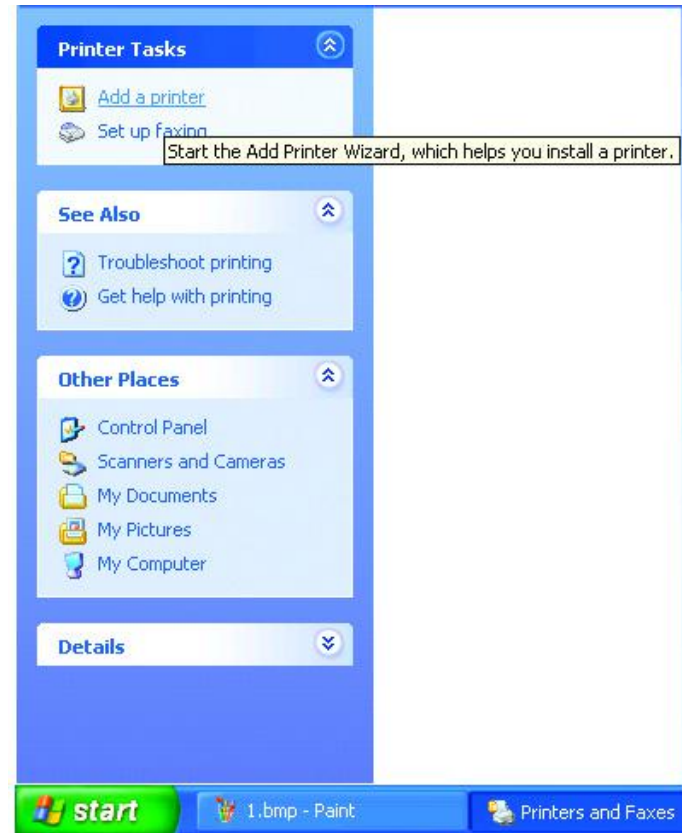 Printer Tasks
Add a printer
Set up faxing
Start the Add Printer Wizard, which helps you install a printer.
See Also
Troubleshoot printing
Get help with printing
Other Places
Control Panel
Scanners and Cameras
My Documents
My Pictures
My Computer
Details
start
1.bmp - Paint
Printers and Faxes